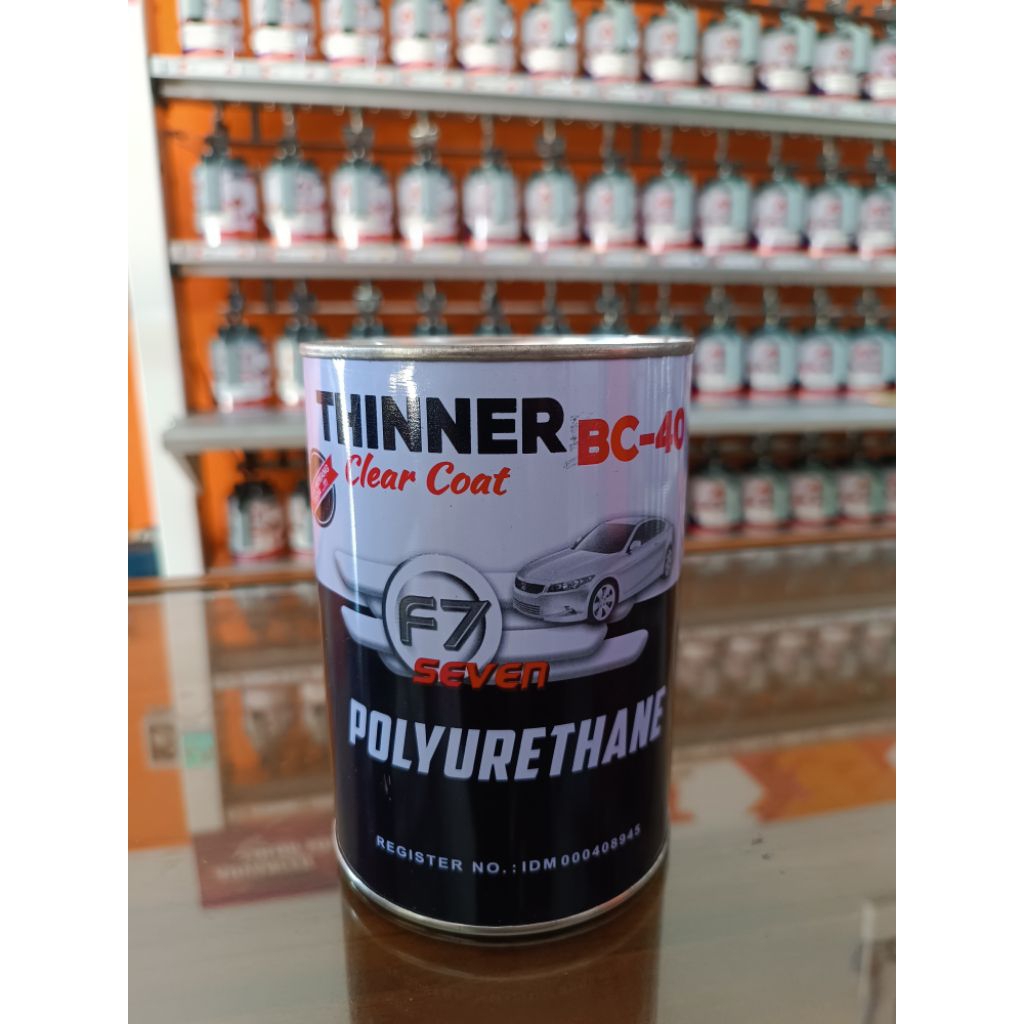 THINNER
BC-40
Clear Coat
F7
SEVEN
POLYURETHANE
REGISTER NO. : IDM 000408945